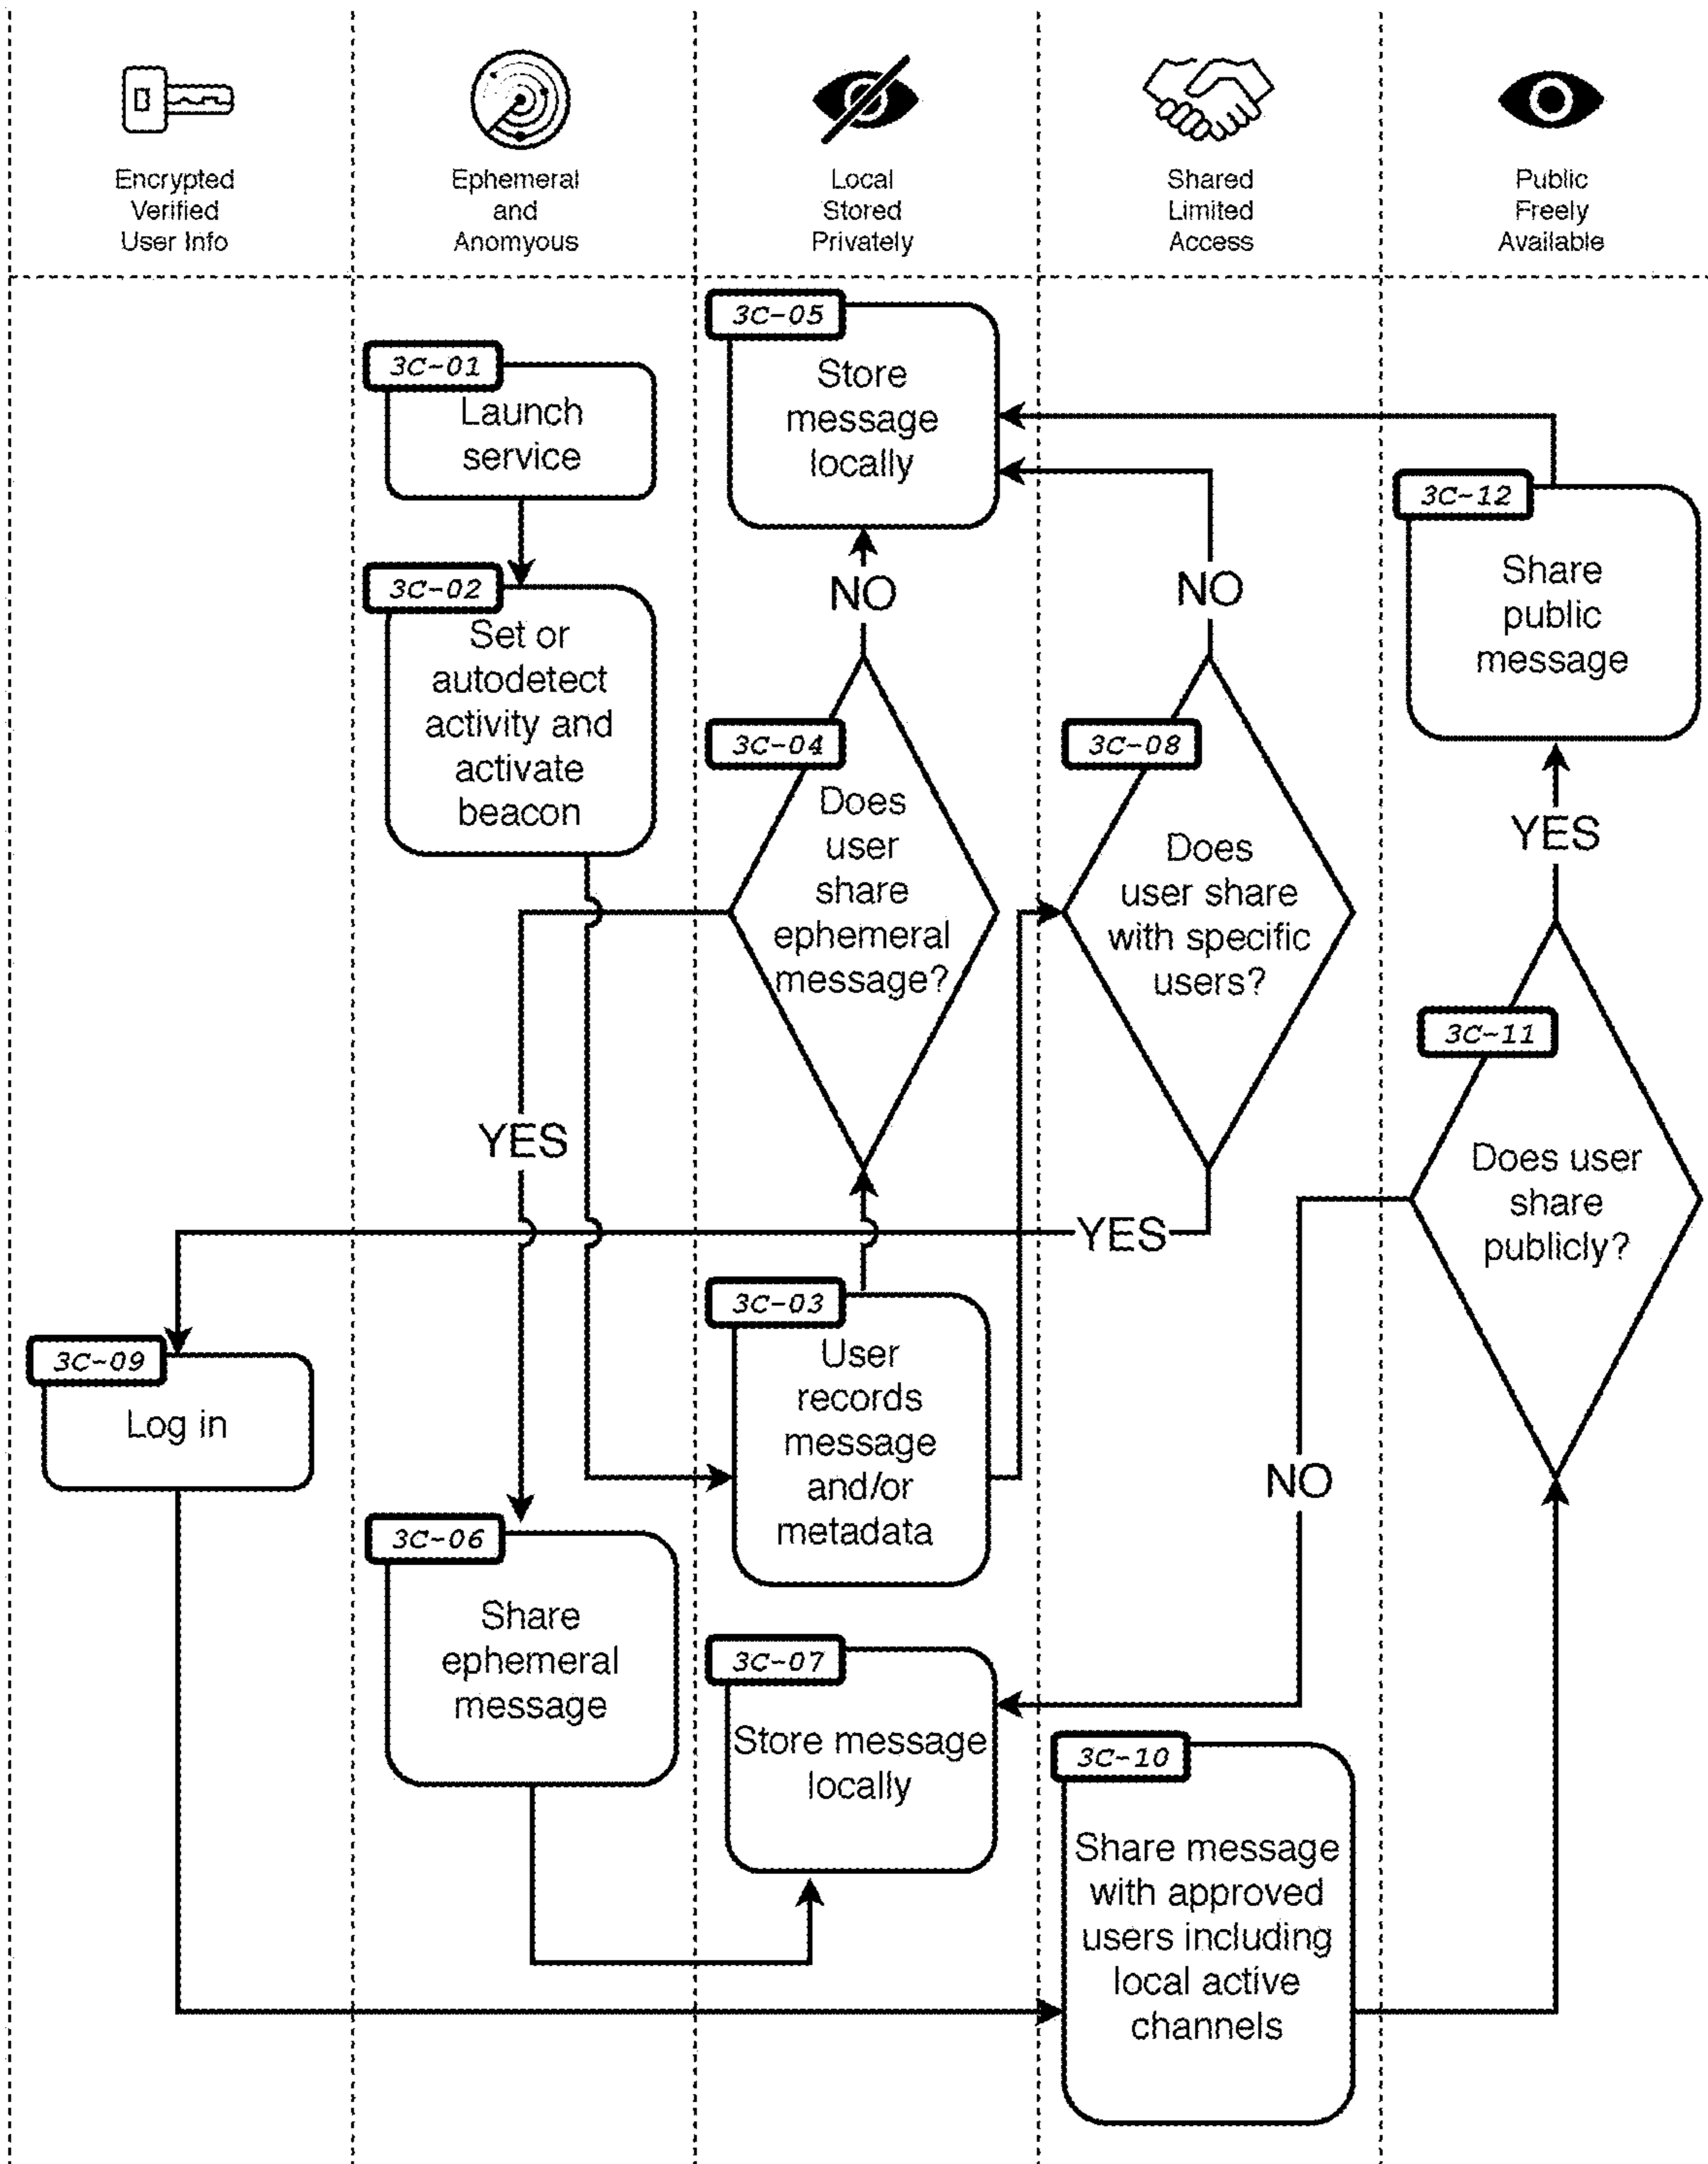 Encrypted
Verified
User Info
Ephemeral
and
Anomyous
Local
Stored
Privately
Shared
Limited
Access
Public
Freely
Available
3C-01
Launch
service
3C-02
Set or
autodetect
activity and
activate
beacon
3C-05
Store
message
locally
NO
3C-04
Does
user
share
ephemeral
message?
YES
NO
3C-08
Does
user share
with specific
users?
YES
3C-12
Share
public
message
YES
3C-11
Does user
share
publicly?
NO
3C-09
Log in
3C-03
User
records
message
and/or
metadata
3C-06
Share
ephemeral
message
3C-07
Store message
locally
3C-10
Share message
with approved
users including
local active
channels